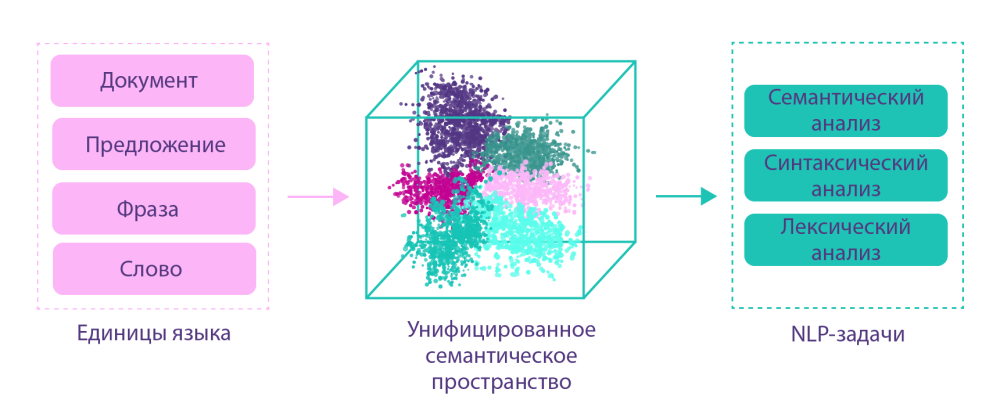 Документ
Предложение
Фраза
Слово
Единицы языка
Унифицированное
семантическое
пространство
Семантический
анализ
Синтаксический
анализ
Лексический
анализ
NLP-задачи